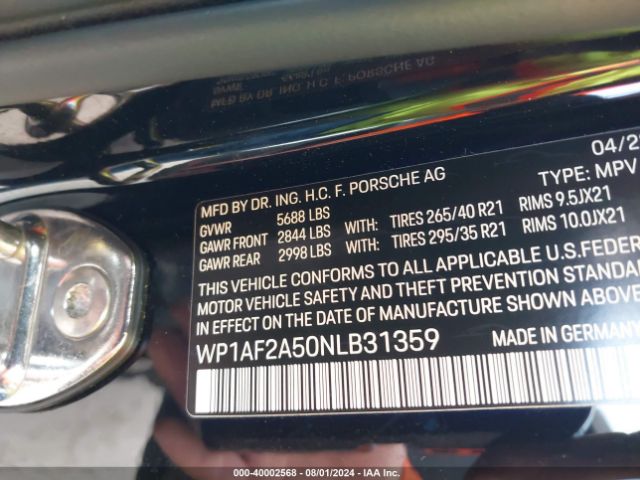 MFD BY DR. ING. H.C. F. PORSCHE AG
04/2
GVWR 5688 LBS TYPE: MPV
GAWR FRONT 2844 LBS WITH: TIRES 265/40 R21 RIMS 9.5JX21
GAWR REAR 2998 LBS WITH: TIRES 295/35 R21 RIMS 10.0JX21
THIS VEHICLE CONFORMS TO ALL APPLICABLE U.S. FEDER
MOTOR VEHICLE SAFETY AND THEFT PREVENTION STANDA
IN EFFECT ON THE DATE OF MANUFACTURE SHOWN ABOVE
WP1AF2A50NLB31359
MADE IN GERMAN
000-40002568 - 08/01/2024 - IAA Inc.